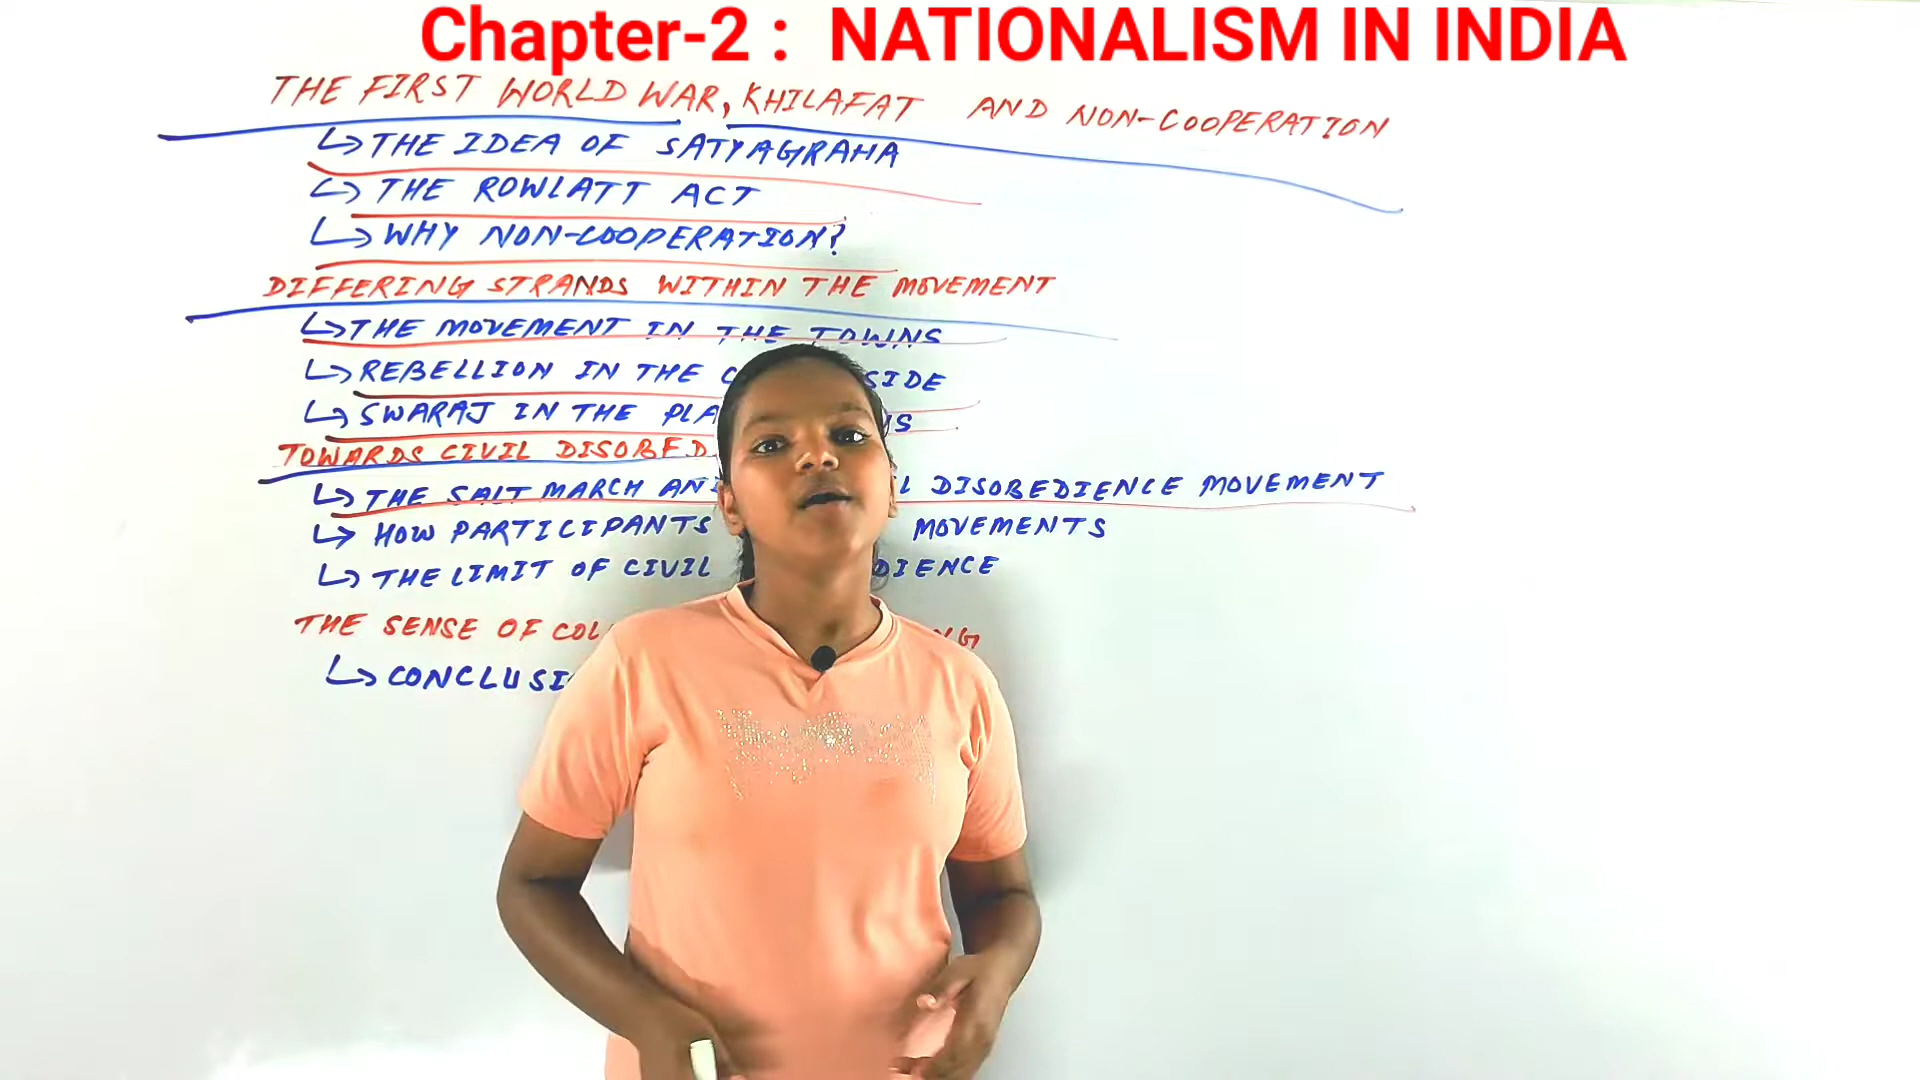 Chapter-2 : NATIONALISM IN INDIA
THE FIRST WORLD WAR, KHILAFAT AND NON-COOPERATION
↳ THE IDEA OF SATYAGRAHA
↳ THE ROWLATT ACT
↳ WHY NON-COOPERATION?
DIFFERING STRANDS WITHIN THE MOVEMENT
↳ THE MOVEMENT IN THE TOWNS
↳ REBELLION IN THE SIDE
↳ SWARAJ IN THE
TOWARDS CIVIL
↳ THE SALT MARCH DISOBEDIENCE MOVEMENT
↳ HOW PARTICIPANTS MOVEMENTS
↳ THE LIMIT OF CIVIL
THE SENSE OF
↳